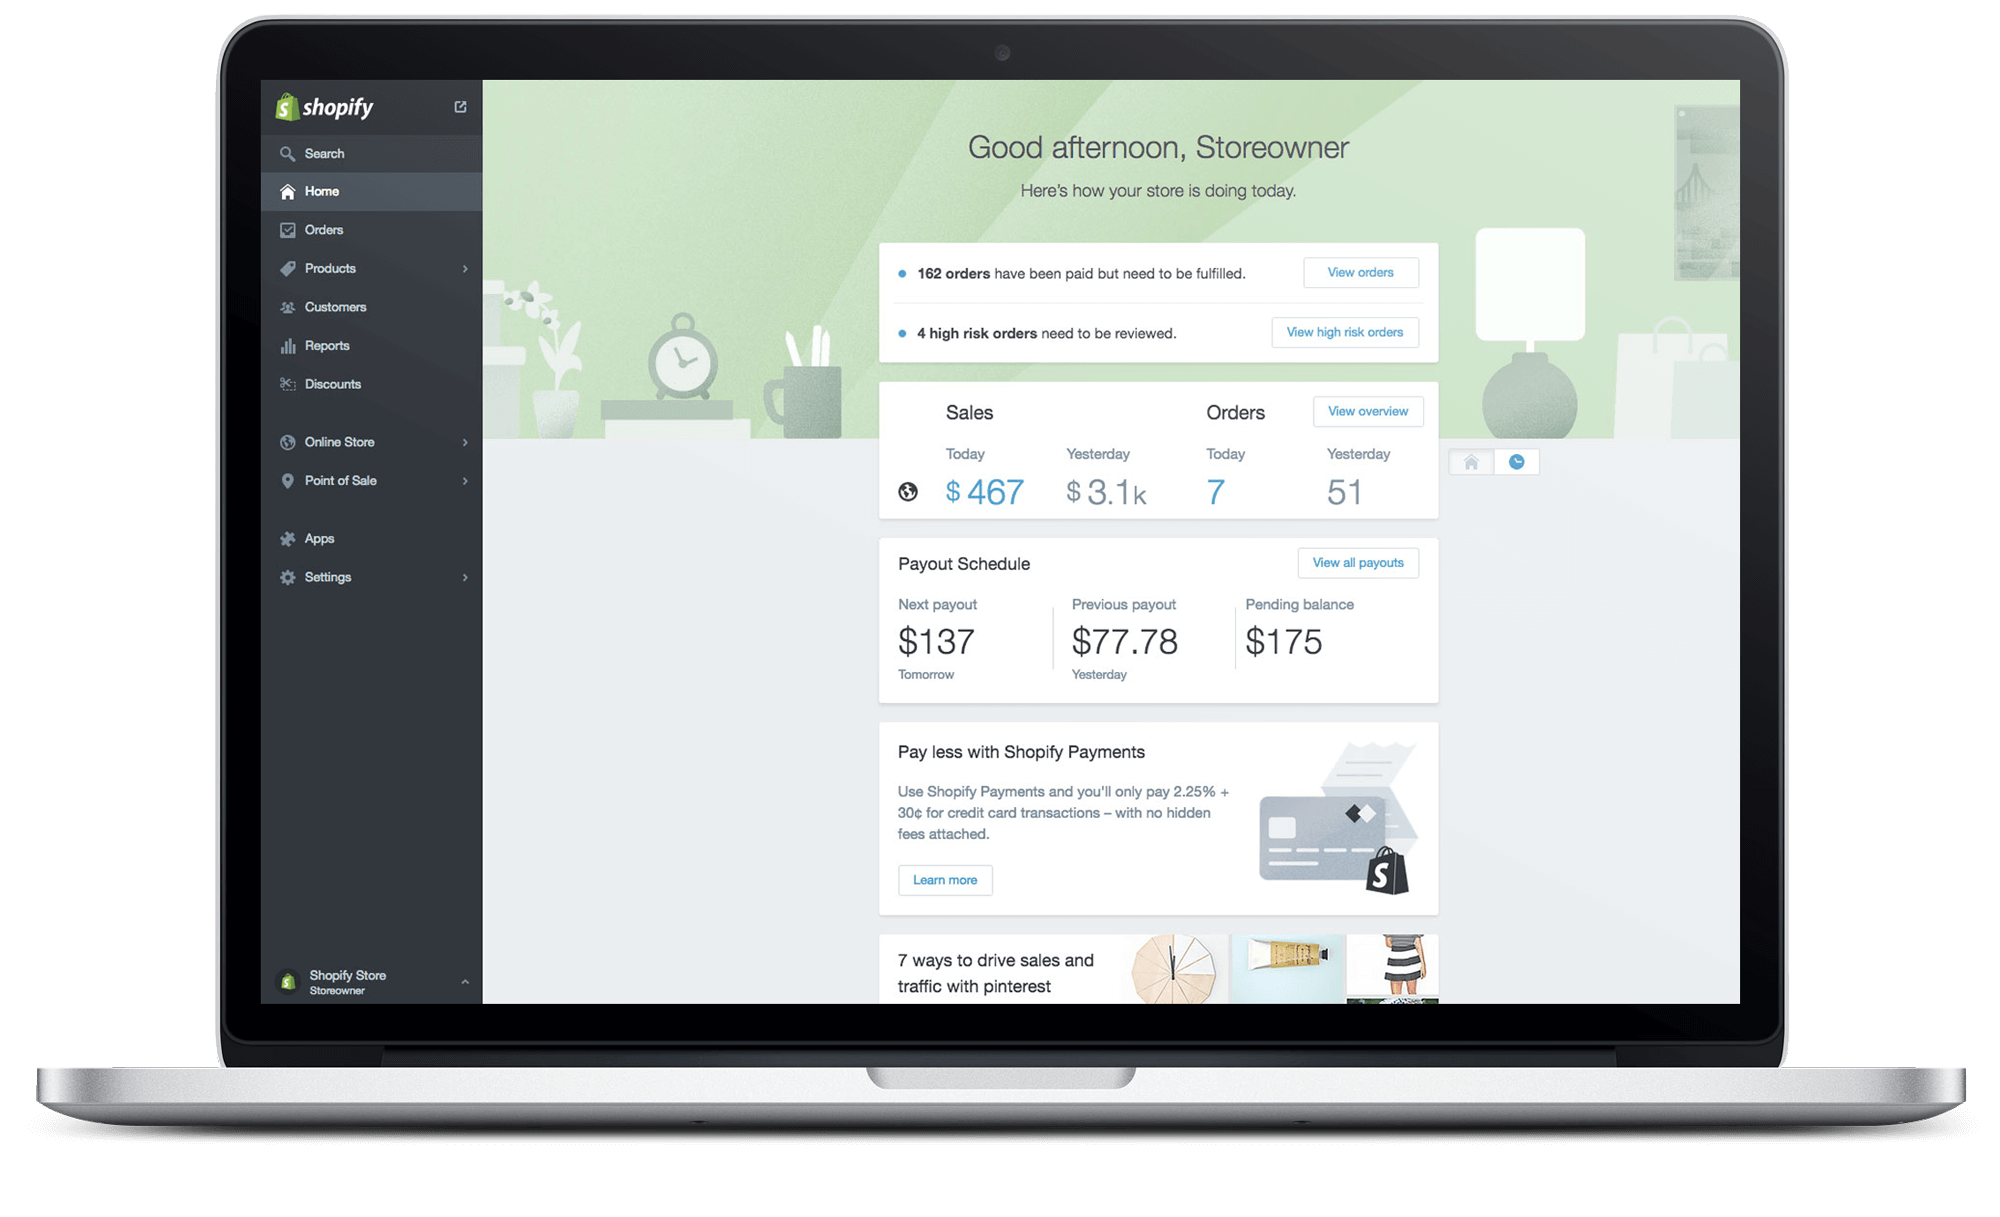 shopify
Search
Home
Orders
Products
Customers
Reports
Discounts
Online Store
Point of Sale
Apps
Settings
Shopify Store
Storeowner
Good afternoon, Storeowner
Here's how your store is doing today.
162 orders have been paid but need to be fulfilled.
View orders
4 high risk orders need to be reviewed.
View high risk orders
Sales Orders
View overview
Today Yesterday Today Yesterday
$ 467 $ 3.1k 7 51
Payout Schedule
View all payouts
Next payout Previous payout Pending balance
$137 $77.78 $175
Tomorrow Yesterday
Pay less with Shopify Payments
Use Shopify Payments and you'll only pay 2.25% +
30¢ for credit card transactions – with no hidden
fees attached.
Learn more
S
7 ways to drive sales and
traffic with pinterest